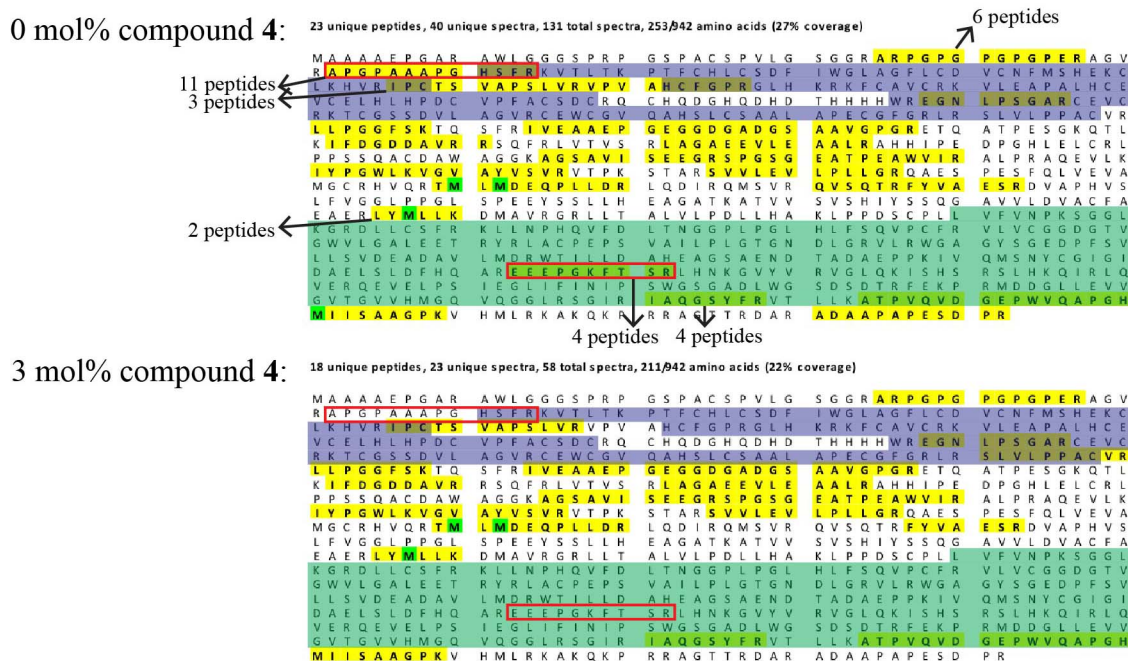 0 mol% compound 4:
23 unique peptides, 40 unique spectra, 131 total spectra, 253/942 amino acids (27% coverage)
6 peptides
M A A A A E P G A R A W L G G G S P R P G S P A C S P V L G S G G R A R P G P G P G P G P E R A G V
R A P G P A A A P G H S F R K V T L T K P T F C H L C S D F I W G L A G F L C D V C N F M S H E K C
11 peptides L K H V R I P C T S V A P S L V R V P V A H C F G P R G L H K R K F C A V C R K V L E A P A L H C E
3 peptides V C E L H L H P D C V P F A C S D C R Q C H Q D G H Q D H D T H H H H W R E G N L P S G A R C E V C
R K T C G S S D V L A G V R C E W C G V Q A H S L C S A A L A P E C G F G R L R S L V L P P A C V R
L L P G G F S K T Q S F R I V E A A E P G E G G D G A D G S A A V G P G R E T Q A T P E S G K Q T L
K I F D G D D A V R R S Q F R L V T V S R L A G A E E V L E A A L R A H H I P E D P G H L E L C R L
P P S S Q A C D A W A G G K A G S A V I S E E G R S P G S G E A T P E A W V I R A L P R A Q E V L K
I Y P G W L K V G V A Y V S V R V T P K S T A R S V V L E V L P L L G R Q A E S P E S F Q L V E V A
M G C R H V Q R T M L M D E Q P L L D R L Q D I R Q M S V R Q V S Q T R F Y V A E S R D V A P H V S
L F V G G L P P G L S P E E Y S S L L H E A G A T K A T V V S V S H I Y S S Q G A V V L D V A C F A
E A E R L Y M L L K D M A V R G R L L T A L V L P D L L H A K L P P D S C P L L V F V N P K S G G L
2 peptides K G R D L L C S F R K L L N P H Q V F D L T N G G P L P G L H L F S Q V P C F R V L V C G G D G T V
G W V L G A L E E T R Y R L A C P E P S V A I L P L G T G N D L G R V L R W G A G Y S G E D P F S V
L L S V D E A D A V L M D R W T I L L D A H E A G S A E N D T A D A E P P K I V Q M S N Y C G I G I
D A E L S L D F H Q A R E E E P G K F T S R L H N K G V Y V R V G L Q K I S H S R S L H K Q I R L Q
V E R Q E V E L P S I E G L I F I N I P S W G S G A D L W G S D S D T R F E K P R M D D G L L E V V
G V T G V V H M G Q V Q G G L R S G I R I A Q G S Y F R V T L L K A T P V Q V D G E P W V Q A P G H
M I I S A A G P K V H M L R K A K Q K P R R A G T T R D A R A D A A P A P E S D P R
4 peptides 4 peptides
3 mol% compound 4:
18 unique peptides, 23 unique spectra, 58 total spectra, 211/942 amino acids (22% coverage)
M A A A A E P G A R A W L G G G S P R P G S P A C S P V L G S G G R A R P G P G P G P G P E R A G V
R A P G P A A A P G H S F R K V T L T K P T F C H L C S D F I W G L A G F L C D V C N F M S H E K C
L K H V R I P C T S V A P S L V R V P V A H C F G P R G L H K R K F C A V C R K V L E A P A L H C E
V C E L H L H P D C V P F A C S D C R Q C H Q D G H Q D H D T H H H H W R E G N L P S G A R C E V C
R K T C G S S D V L A G V R C E W C G V Q A H S L C S A A L A P E C G F G R L R S L V L P P A C V R
L L P G G F S K T Q S F R I V E A A E P G E G G D G A D G S A A V G P G R E T Q A T P E S G K Q T L
K I F D G D D A V R R S Q F R L V T V S R L A G A E E V L E A A L R A H H I P E D P G H L E L C R L
P P S S Q A C D A W A G G K A G S A V I S E E G R S P G S G E A T P E A W V I R A L P R A Q E V L K
I Y P G W L K V G V A Y V S V R V T P K S T A R S V V L E V L P L L G R Q A E S P E S F Q L V E V A
M G C R H V Q R T M L M D E Q P L L D R L Q D I R Q M S V R Q V S Q T R F Y V A E S R D V A P H V S
L F V G G L P P G L S P E E Y S S L L H E A G A T K A T V V S V S H I Y S S Q G A V V L D V A C F A
E A E R L Y M L L K D M A V R G R L L T A L V L P D L L H A K L P P D S C P L L V F V N P K S G G L
K G R D L L C S F R K L L N P H Q V F D L T N G G P L P G L H L F S Q V P C F R V L V C G G D G T V
G W V L G A L E E T R Y R L A C P E P S V A I L P L G T G N D L G R V L R W G A G Y S G E D P F S V
L L S V D E A D A V L M D R W T I L L D A H E A G S A E N D T A D A E P P K I V Q M S N Y C G I G I
D A E L S L D F H Q A R E E E P G K F T S R L H N K G V Y V R V G L Q K I S H S R S L H K Q I R L Q
V E R Q E V E L P S I E G L I F I N I P S W G S G A D L W G S D S D T R F E K P R M D D G L L E V V
G V T G V V H M G Q V Q G G L R S G I R I A Q G S Y F R V T L L K A T P V Q V D G E P W V Q A P G H
M I I S A A G P K V H M L R K A K Q K P R R A G T T R D A R A D A A P A P E S D P R